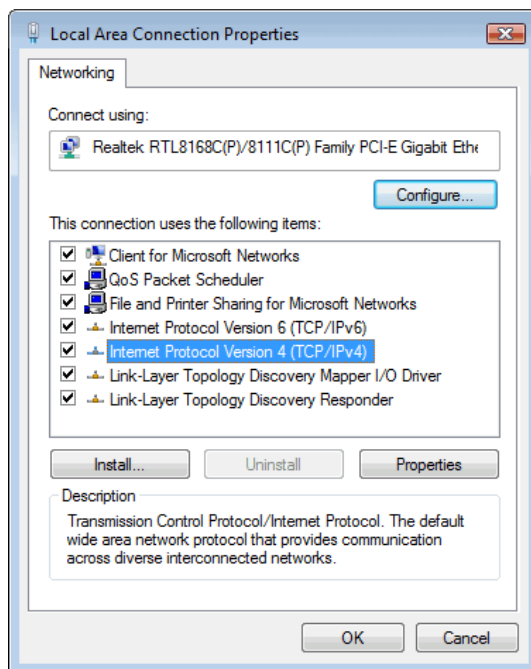 Local Area Connection Properties
Networking
Connect using:
Realtek RTL8168C(P)/8111C(P) Family PCI-E Gigabit Ethe
Configure...
This connection uses the following items:
Client for Microsoft Networks
QoS Packet Scheduler
File and Printer Sharing for Microsoft Networks
Internet Protocol Version 6 (TCP/IPv6)
Internet Protocol Version 4 (TCP/IPv4)
Link-Layer Topology Discovery Mapper I/O Driver
Link-Layer Topology Discovery Responder
Install... Uninstall Properties
Description
Transmission Control Protocol/Internet Protocol. The default
wide area network protocol that provides communication
across diverse interconnected networks.
OK Cancel